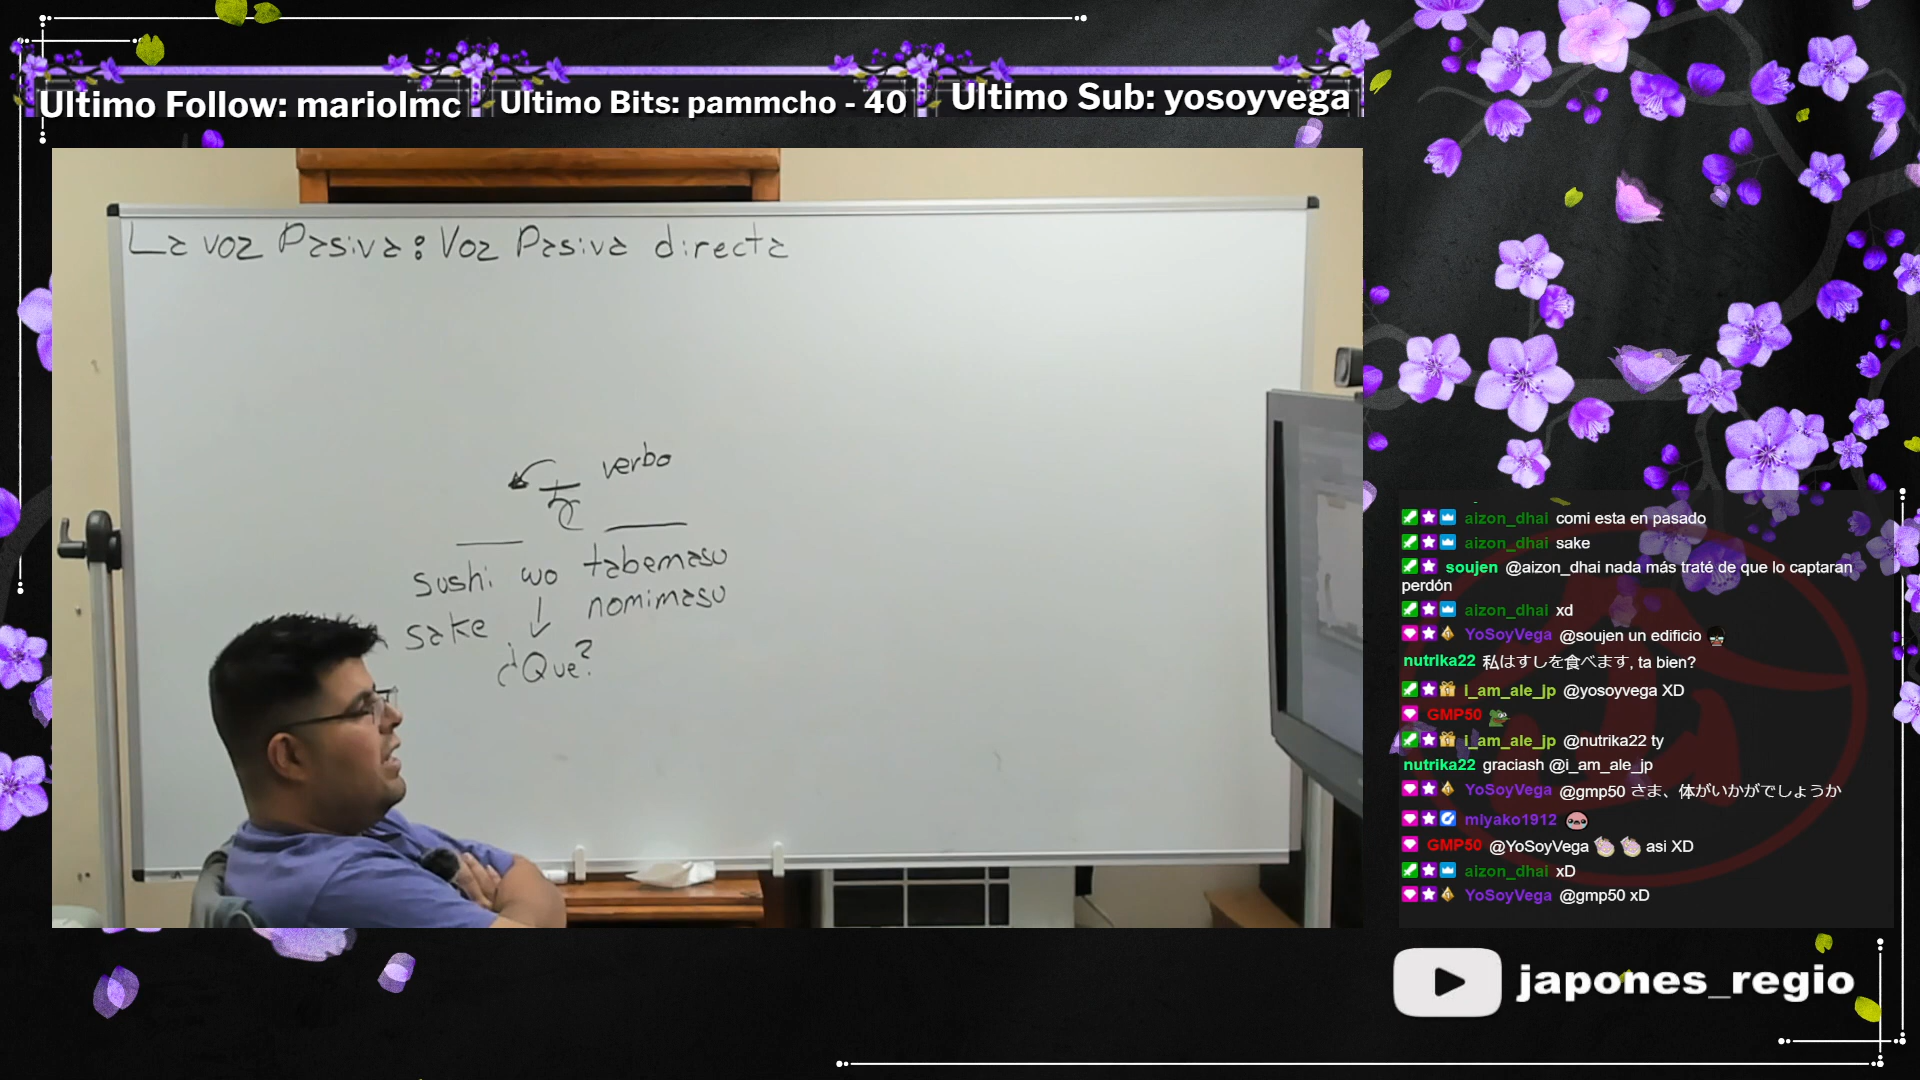 Ultimo Follow: mariolmc
Ultimo Bits: pammcho - 40
Ultimo Sub: yosoyvega
La voz Pasiva: Voz Pasiva directa
verbo
を
sushi wo tabemasu
sake nomimasu
¿Que?
aizon_dhai comi esta en pasado
aizon_dhai sake
soujen @aizon_dhai nada más traté de que lo captaran
perdón
aizon_dhai xd
YoSoyVega @soujen un edificio
nutrika22 私はすしを食べます, ta bien?
i_am_ale_jp @yosoyvega XD
GMP50
i_am_ale_jp @nutrika22 ty
nutrika22 graciash @i_am_ale_jp
YoSoyVega @gmp50 さま、体がいかがでしょうか
miyako1912
GMP50 @YoSoyVega asi XD
aizon_dhai xD
YoSoyVega @gmp50 xD
japones_regio